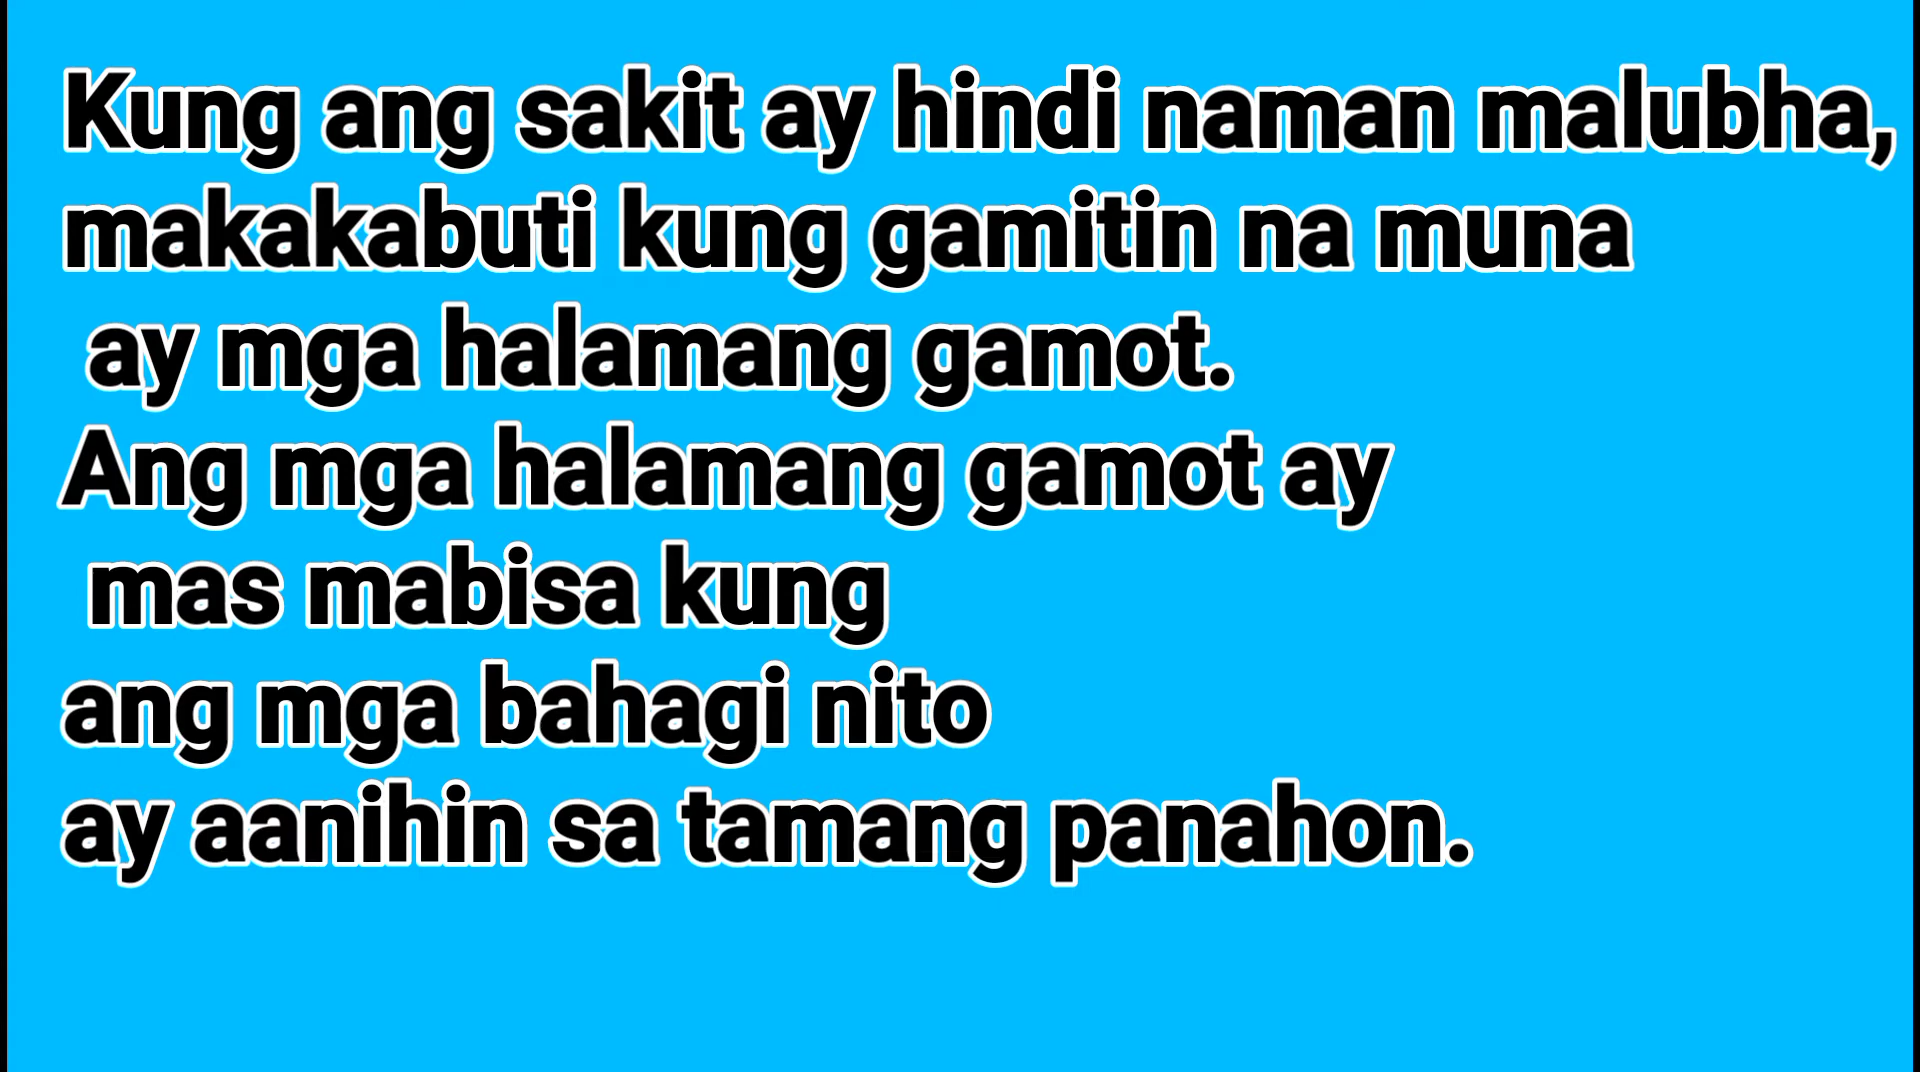 Kung ang sakit ay hindi naman malubha,
makakabuti kung gamitin na muna
ay mga halamang gamot.
Ang mga halamang gamot ay
mas mabisa kung
ang mga bahagi nito
ay aanihin sa tamang panahon.